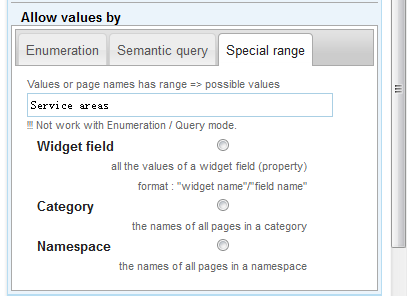 Allow values by
Enumeration Semantic query Special range
Values or page names has range => possible values
Service areas
Not work with Enumeration / Query mode.
Widget field
all the values of a widget field (property)
format : "widget name"/"field name"
Category
the names of all pages in a category
Namespace
the names of all pages in a namespace